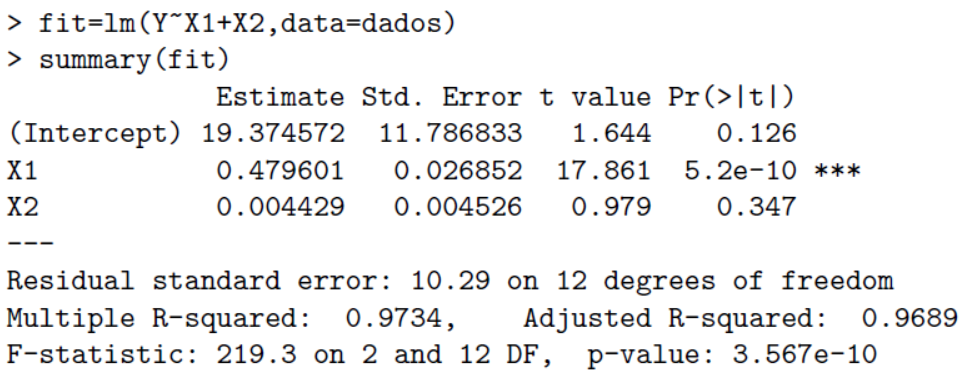 > fit=lm(Y~X1+X2,data=dados)
> summary(fit)
Estimate Std. Error t value Pr(>|t|)
(Intercept) 19.374572 11.786833 1.644 0.126
X1 0.479601 0.026852 17.861 5.2e-10 ***
X2 0.004429 0.004526 0.979 0.347
---
Residual standard error: 10.29 on 12 degrees of freedom
Multiple R-squared: 0.9734, Adjusted R-squared: 0.9689
F-statistic: 219.3 on 2 and 12 DF, p-value: 3.567e-10